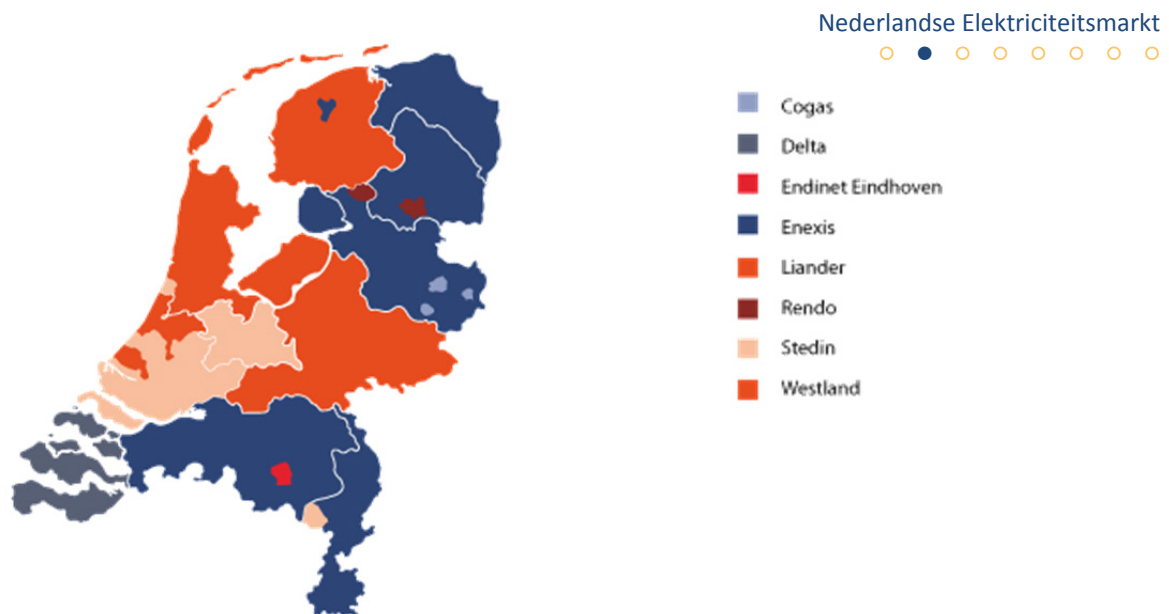 Nederlandse Elektriciteitsmarkt
Cogas
Delta
Endinet Eindhoven
Enexis
Liander
Rendo
Stedin
Westland